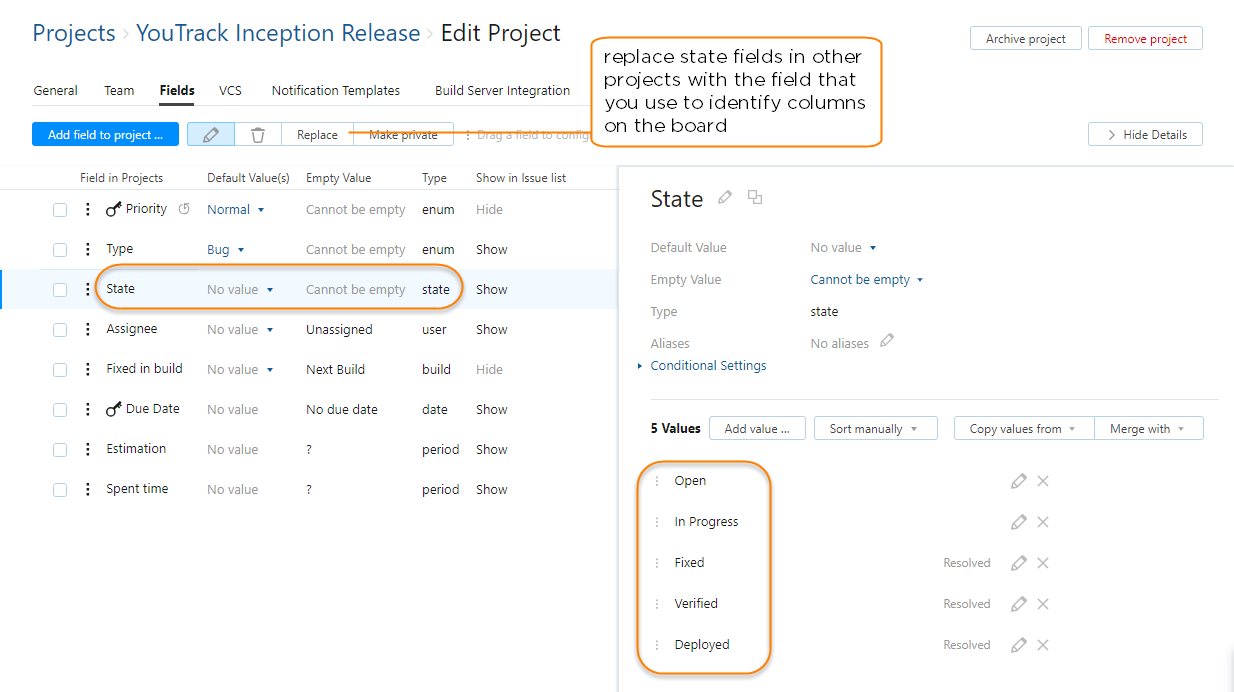 Projects › YouTrack Inception Release › Edit Project
Archive project
Remove project
replace state fields in other
projects with the field that
you use to identify columns
on the board
General Team Fields VCS Notification Templates Build Server Integration
Add field to project ... Replace Make private Drag a field to config
Hide Details
Field in Projects Default Value(s) Empty Value Type Show in Issue list
Priority Normal Cannot be empty enum Hide
Type Bug Cannot be empty enum Show
State No value Cannot be empty state Show
Assignee No value Unassigned user Show
Fixed in build No value Next Build build Hide
Due Date No value No due date date Show
Estimation No value ? period Show
Spent time No value ? period Show
State
Default Value No value
Empty Value Cannot be empty
Type state
Aliases No aliases
Conditional Settings
5 Values Add value ... Sort manually Copy values from Merge with
Open
In Progress
Fixed Resolved
Verified Resolved
Deployed Resolved